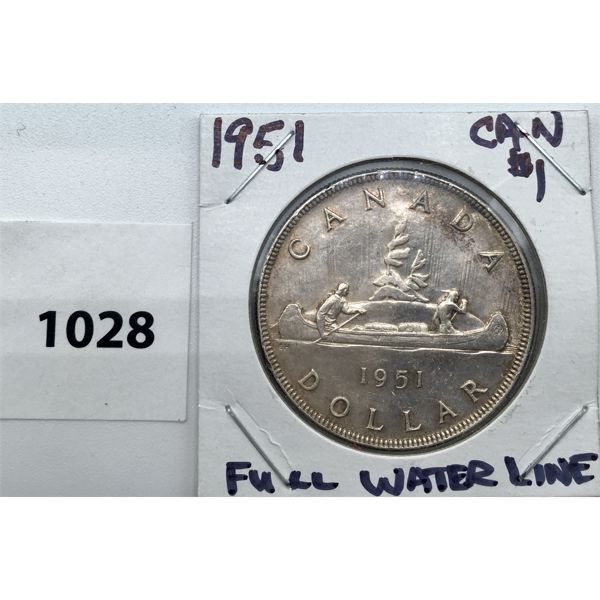 1951 CAN
$1
1028
CANADA
1951
DOLLAR
FULL WATER LINE